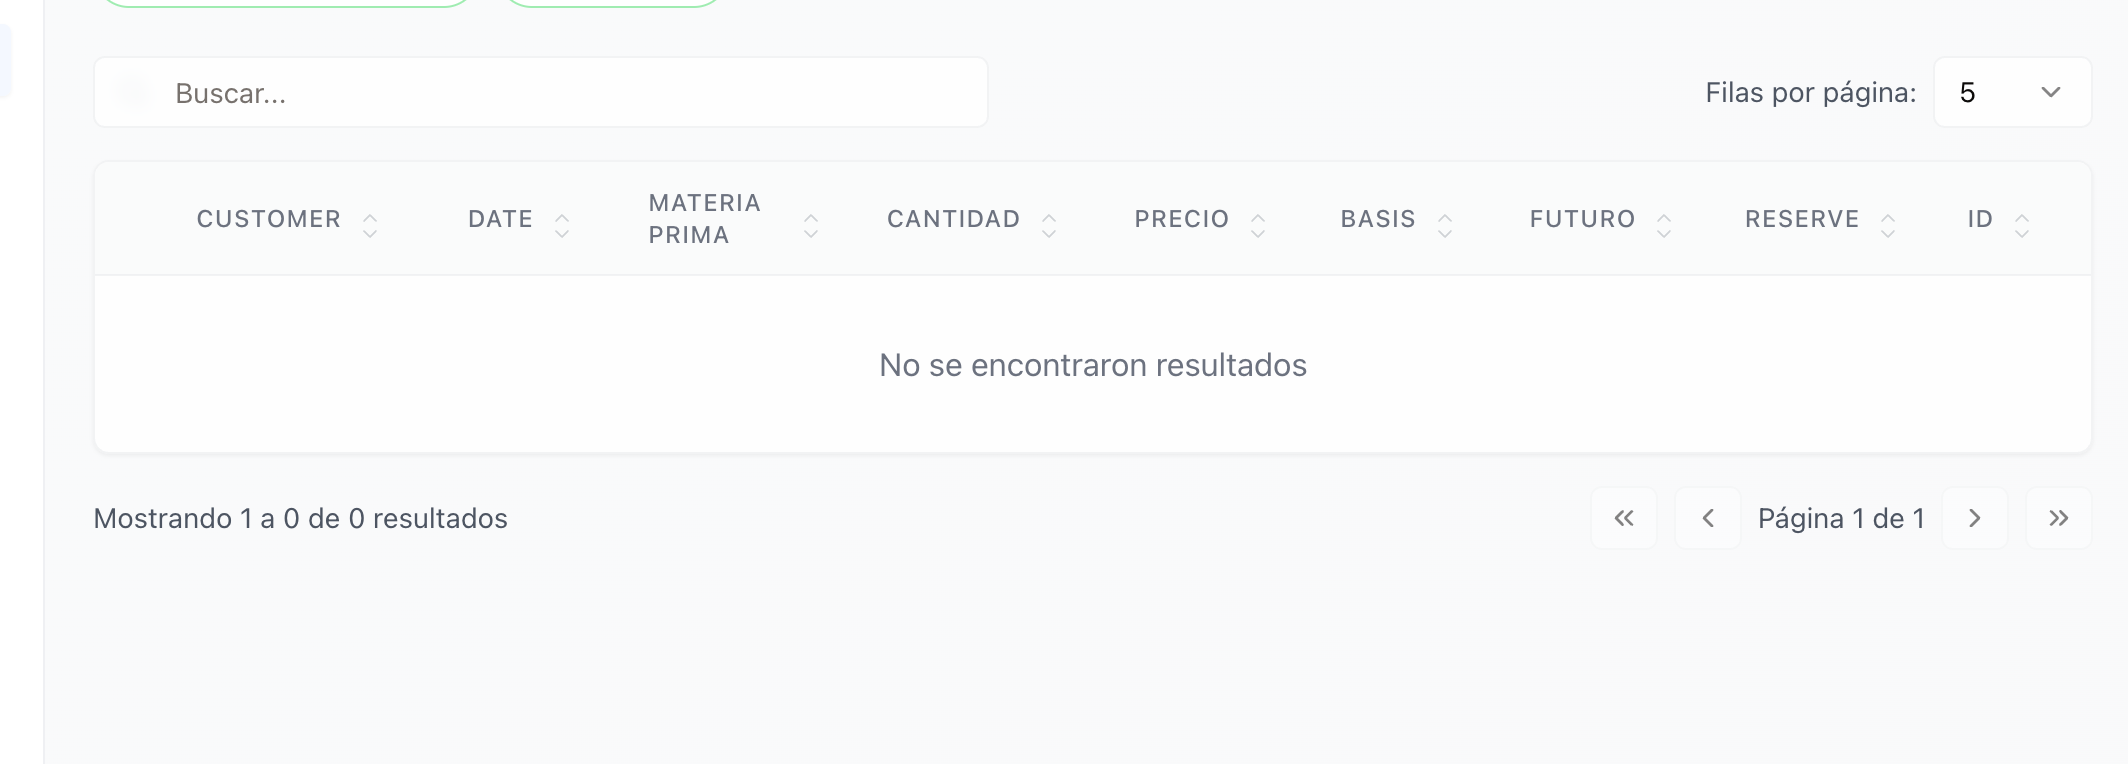 Buscar...
Filas por página: 5
CUSTOMER DATE MATERIA PRIMA CANTIDAD PRECIO BASIS FUTURO RESERVE ID
No se encontraron resultados
Mostrando 1 a 0 de 0 resultados
Página 1 de 1